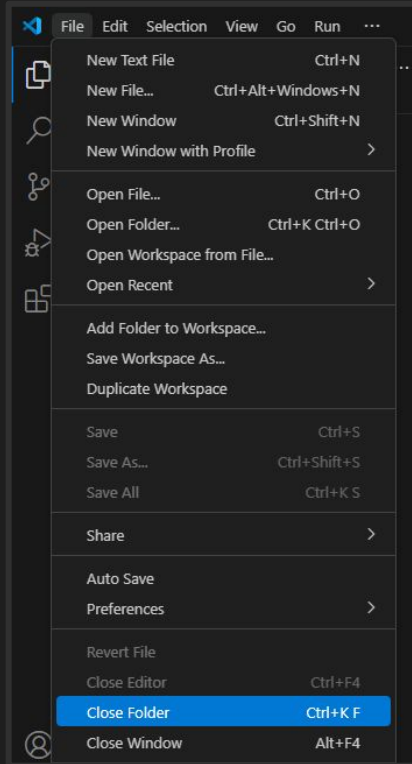 File Edit Selection View Go Run ...
New Text File Ctrl+N
New File... Ctrl+Alt+Windows+N
New Window Ctrl+Shift+N
New Window with Profile
Open File... Ctrl+O
Open Folder... Ctrl+K Ctrl+O
Open Workspace from File...
Open Recent
Add Folder to Workspace...
Save Workspace As...
Duplicate Workspace
Save Ctrl+S
Save As... Ctrl+Shift+S
Save All Ctrl+K S
Share
Auto Save
Preferences
Revert File
Close Editor Ctrl+F4
Close Folder Ctrl+K F
Close Window Alt+F4